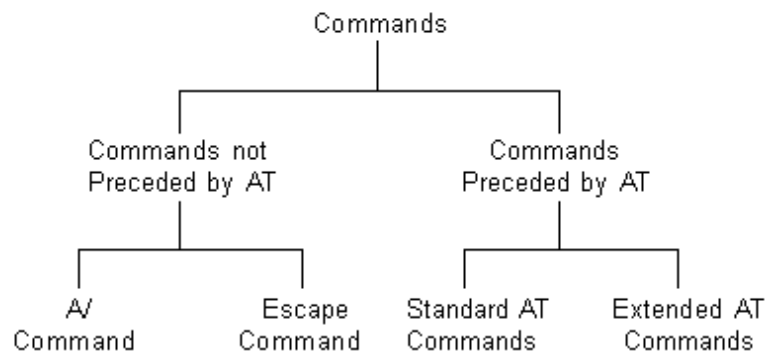 Commands
Commands not
Preceded by AT
Commands
Preceded by AT
A/
Command
Escape
Command
Standard AT
Commands
Extended AT
Commands